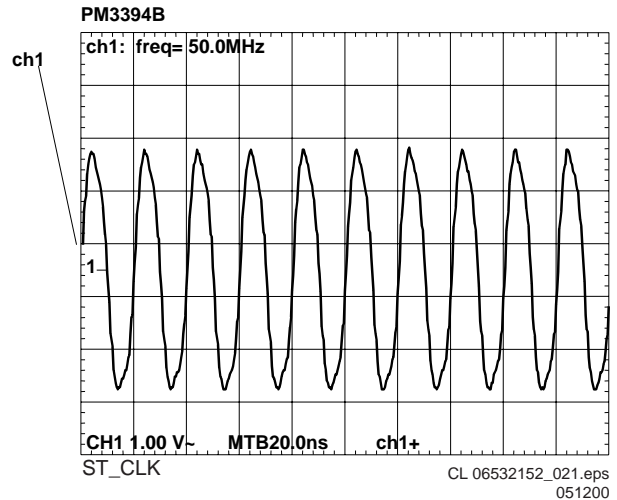 PM3394B
ch1: freq= 50.0MHz
ch1
1
CH1 1.00 V~ MTB20.0ns ch1+
ST_CLK
CL 06532152_021.eps
051200